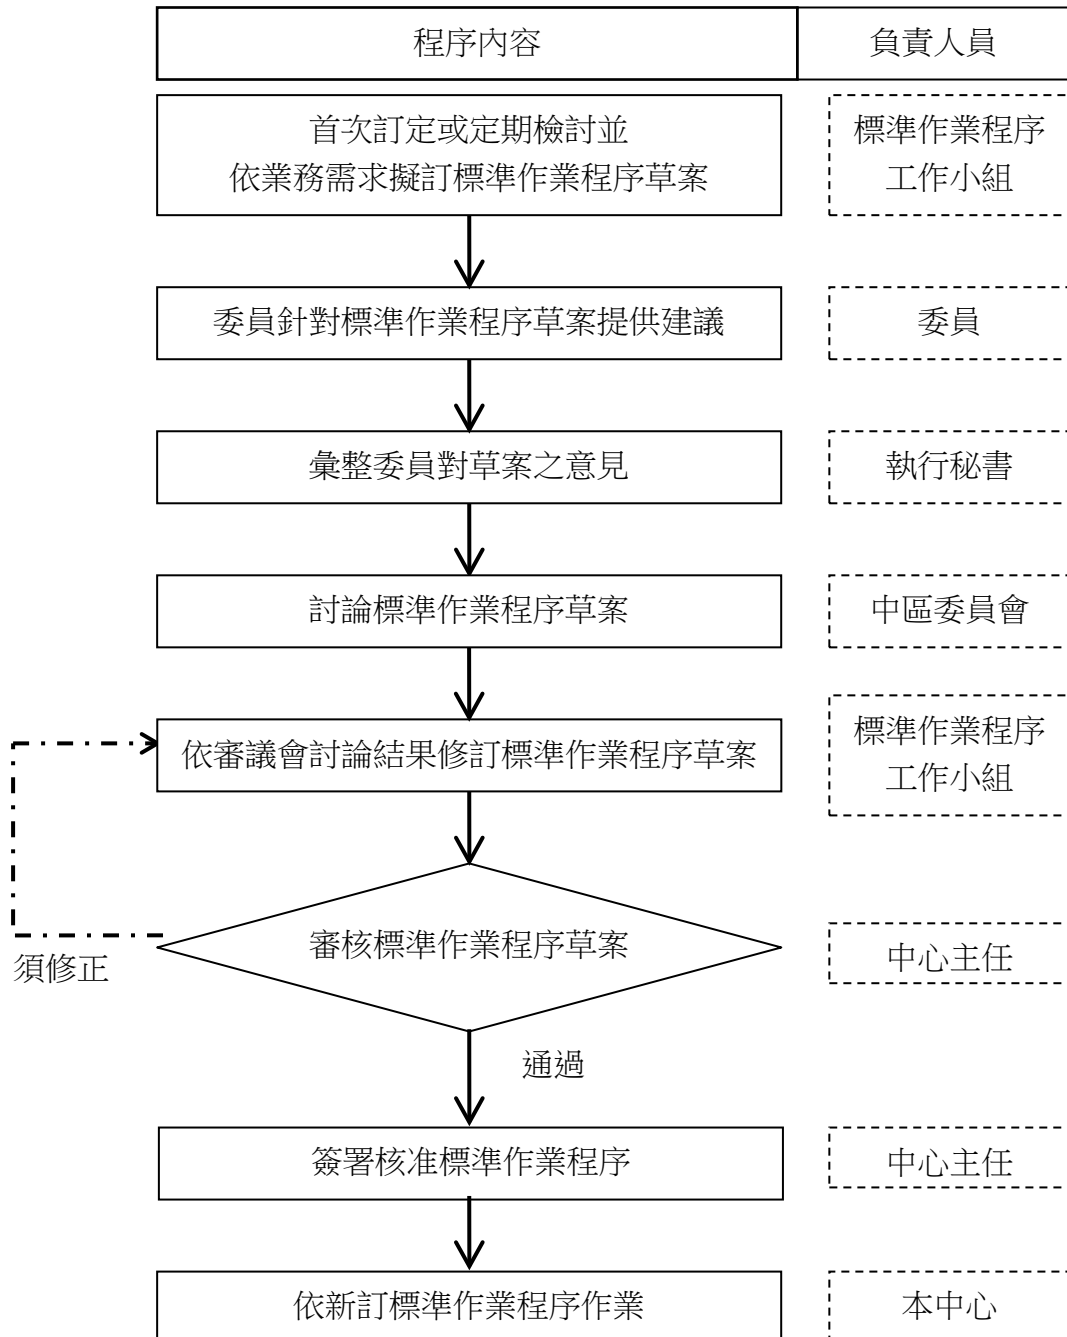 程序內容
負責人員
首次訂定或定期檢討並
依業務需求擬訂標準作業程序草案
標準作業程序
工作小組
委員針對標準作業程序草案提供建議
委員
彙整委員對草案之意見
執行秘書
討論標準作業程序草案
中區委員會
依審議會討論結果修訂標準作業程序草案
標準作業程序
工作小組
審核標準作業程序草案
中心主任
須修正
通過
簽署核准標準作業程序
中心主任
依新訂標準作業程序作業
本中心